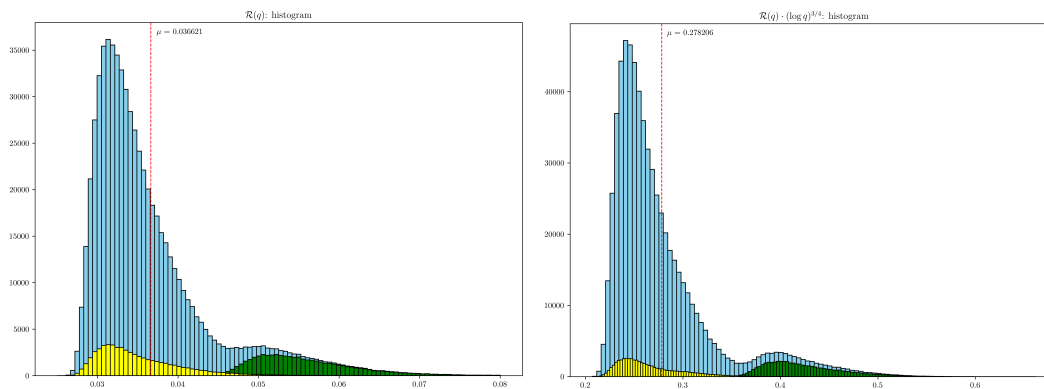 R(q): histogram
μ = 0.036621
35000
30000
25000
20000
15000
10000
5000
0
0.03 0.04 0.05 0.06 0.07 0.08
R(q) · (log q)^{3/4}: histogram
μ = 0.278206
40000
30000
20000
10000
0
0.2 0.3 0.4 0.5 0.6